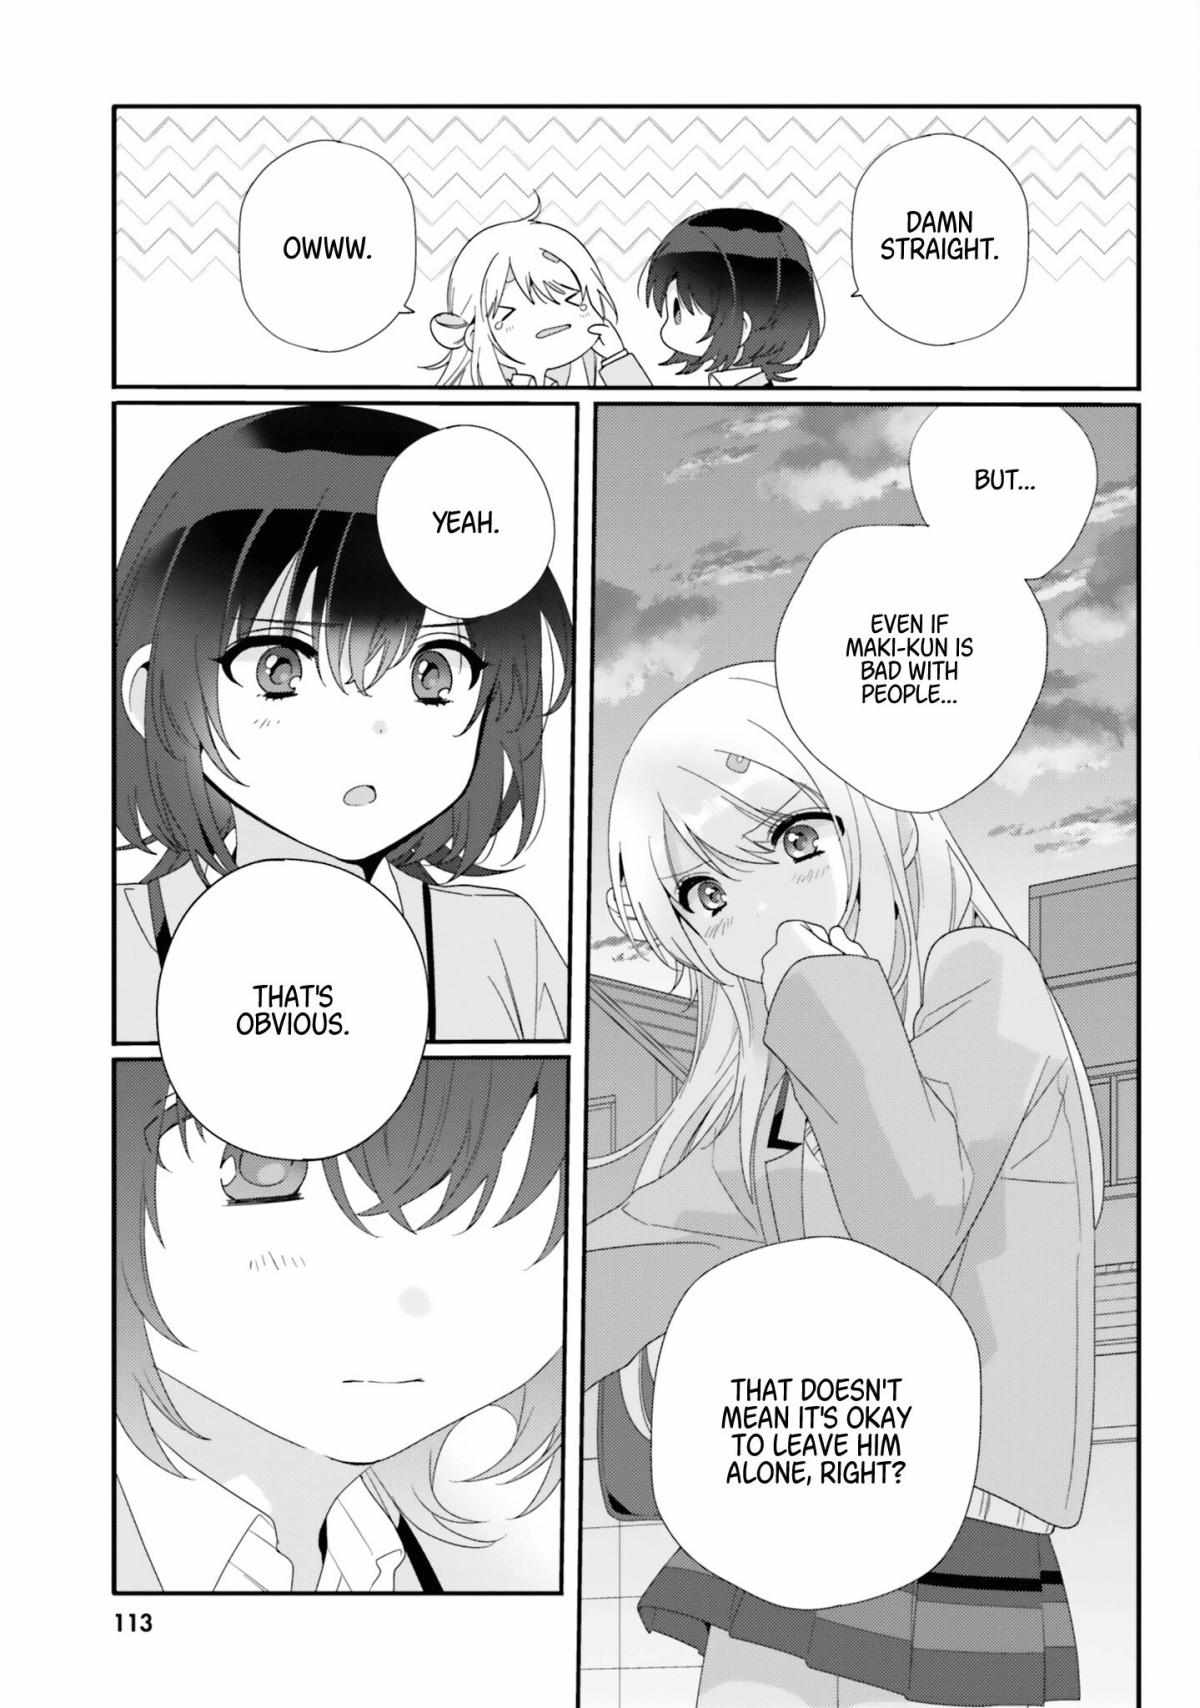 DAMN
STRAIGHT.
OWWW.
BUT...
EVEN IF
MAKI-KUN IS
BAD WITH
PEOPLE...
THAT DOESN'T
MEAN IT'S OKAY
TO LEAVE HIM
ALONE, RIGHT?
YEAH.
THAT'S
OBVIOUS.
113